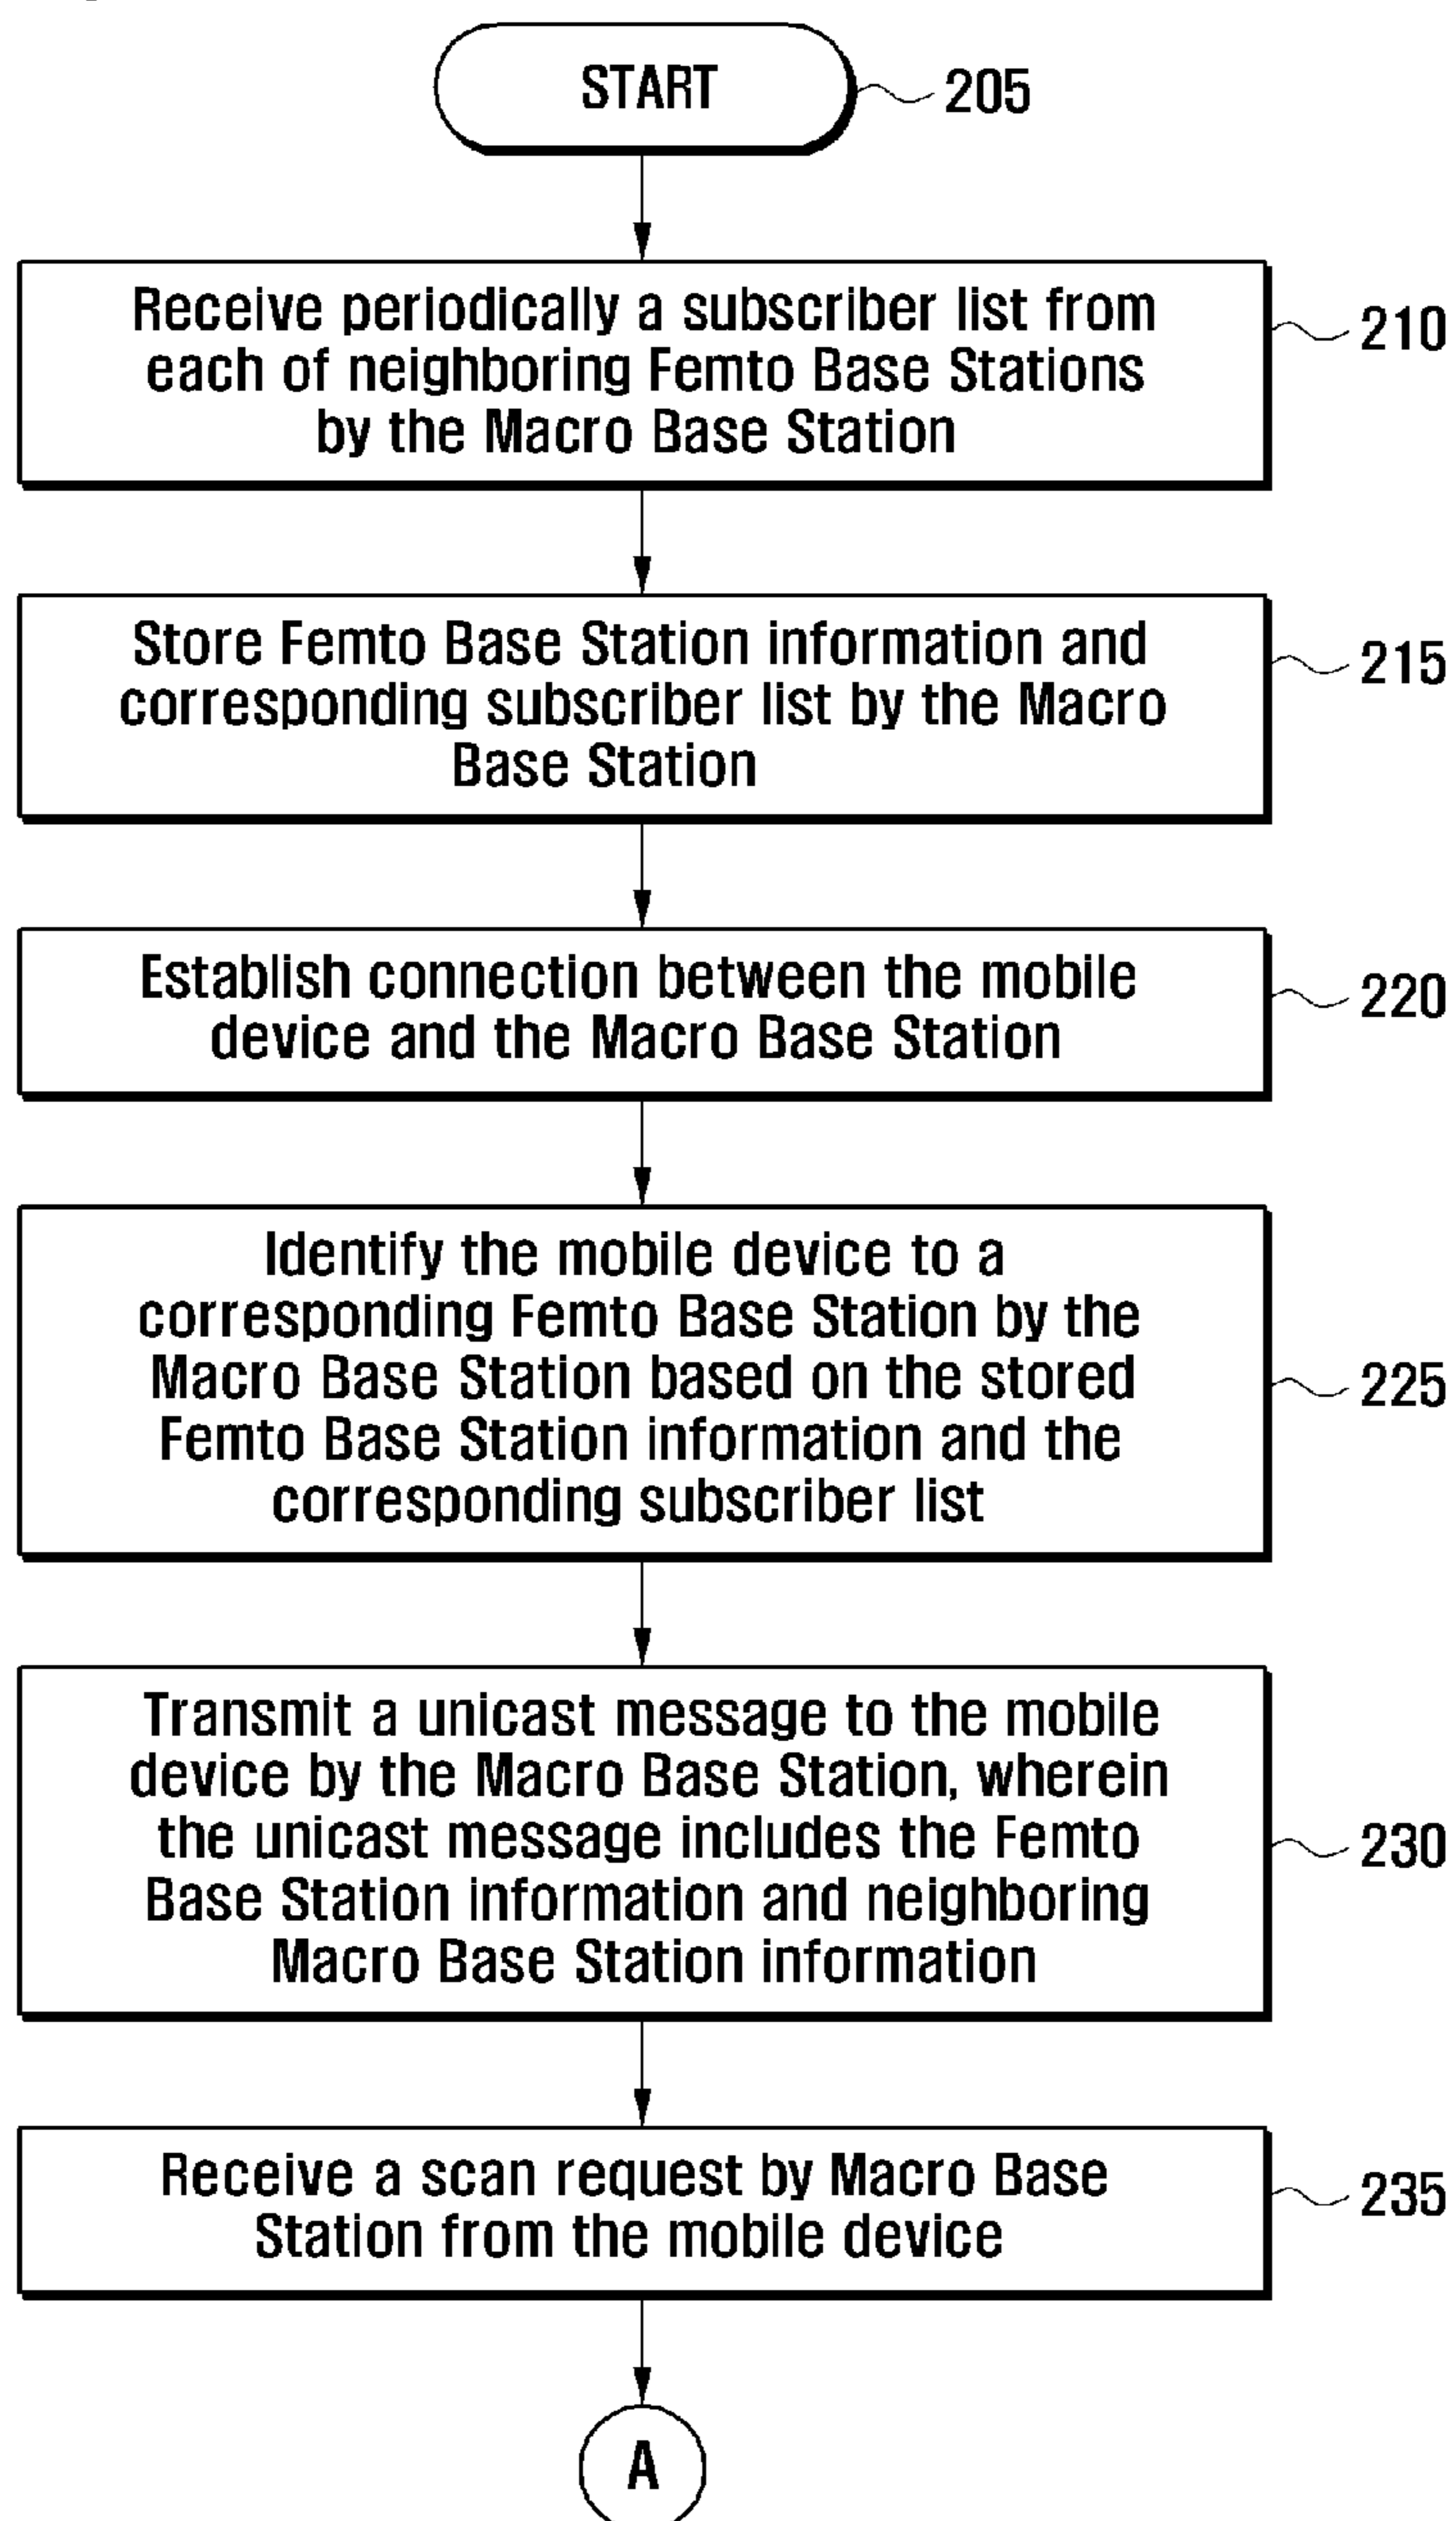 START
205
Receive periodically a subscriber list from
each of neighboring Femto Base Stations
by the Macro Base Station
210
Store Femto Base Station information and
corresponding subscriber list by the Macro
Base Station
215
Establish connection between the mobile
device and the Macro Base Station
220
Identify the mobile device to a
corresponding Femto Base Station by the
Macro Base Station based on the stored
Femto Base Station information and the
corresponding subscriber list
225
Transmit a unicast message to the mobile
device by the Macro Base Station, wherein
the unicast message includes the Femto
Base Station information and neighboring
Macro Base Station information
230
Receive a scan request by Macro Base
Station from the mobile device
235
A